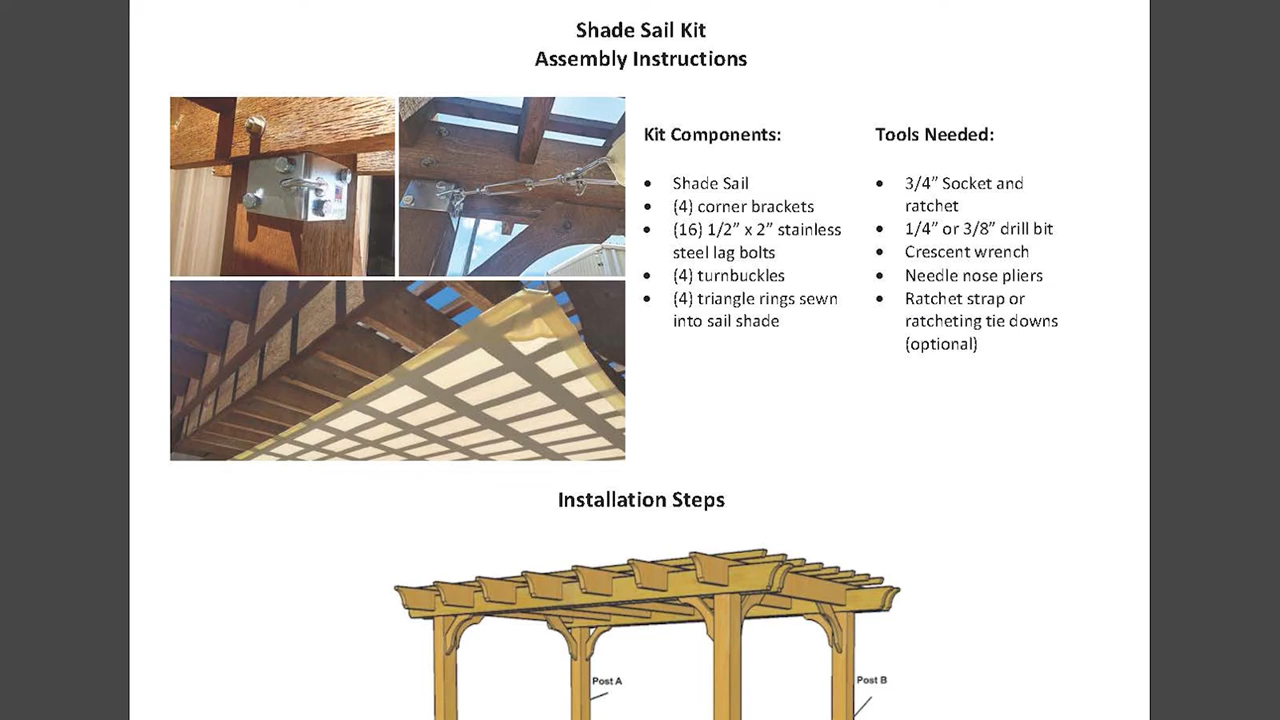 Shade Sail Kit
Assembly Instructions
Kit Components:
• Shade Sail
• (4) corner brackets
• (16) 1/2” x 2” stainless
steel lag bolts
• (4) turnbuckles
• (4) triangle rings sewn
into sail shade
Tools Needed:
• 3/4” Socket and
ratchet
• 1/4” or 3/8” drill bit
• Crescent wrench
• Needle nose pliers
• Ratchet strap or
ratcheting tie downs
(optional)
Installation Steps
Post A
Post B